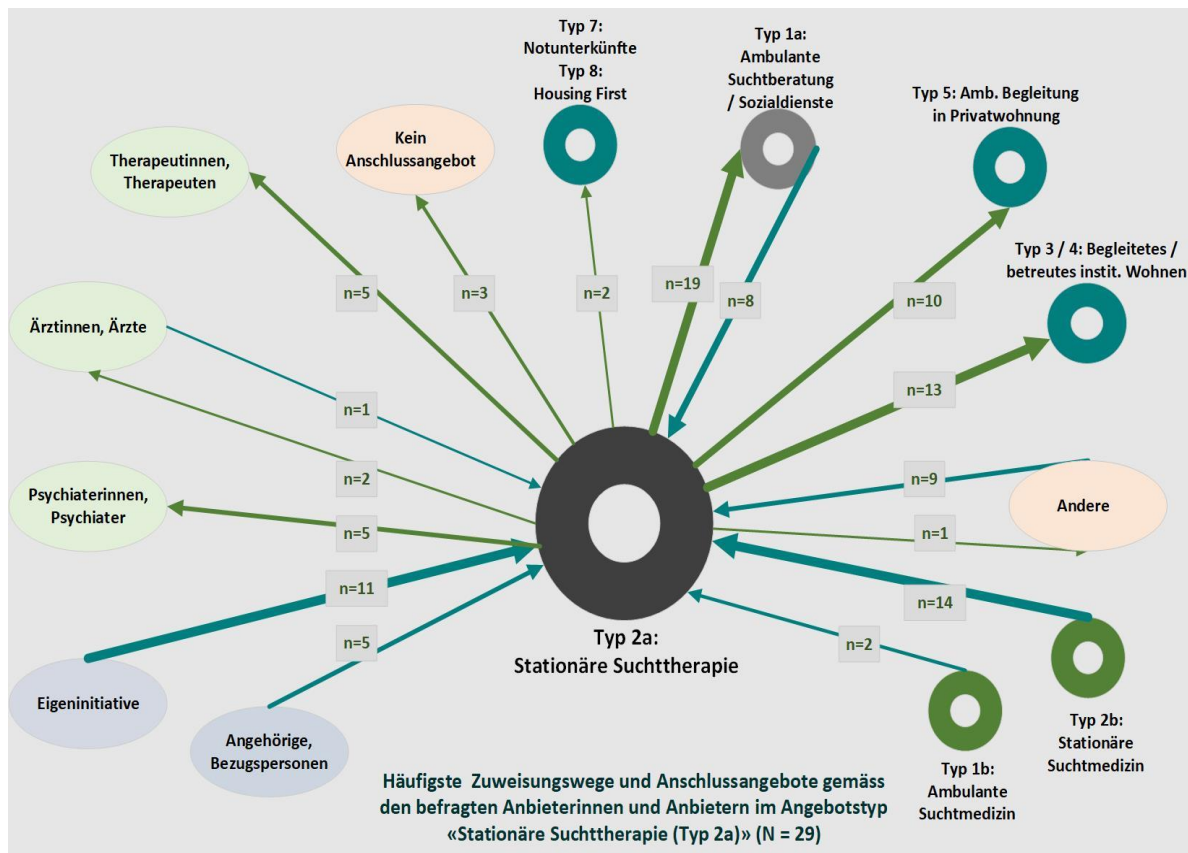 Typ 7:
Notunterkünfte
Typ 8:
Housing First
Typ 1a:
Ambulante
Suchtberatung
/ Sozialdienste
Typ 5: Amb. Begleitung
in Privatwohnung
Kein
Anschlussangebot
Therapeutinnen,
Therapeuten
Typ 3 / 4: Begleitetes /
betreutes instit. Wohnen
n=5
n=3
n=2
n=19
n=8
n=10
n=13
Ärztinnen, Ärzte
n=1
n=2
n=9
Andere
n=1
Psychiaterinnen,
Psychiater
n=5
n=11
n=14
n=5
n=2
Typ 2a:
Stationäre Suchttherapie
Eigeninitiative
Angehörige,
Bezugspersonen
Typ 2b:
Stationäre
Suchtmedizin
Typ 1b:
Ambulante
Suchtmedizin
Häufigste Zuweisungswege und Anschlussangebote gemäss
den befragten Anbieterinnen und Anbietern im Angebotstyp
«Stationäre Suchttherapie (Typ 2a)» (N = 29)